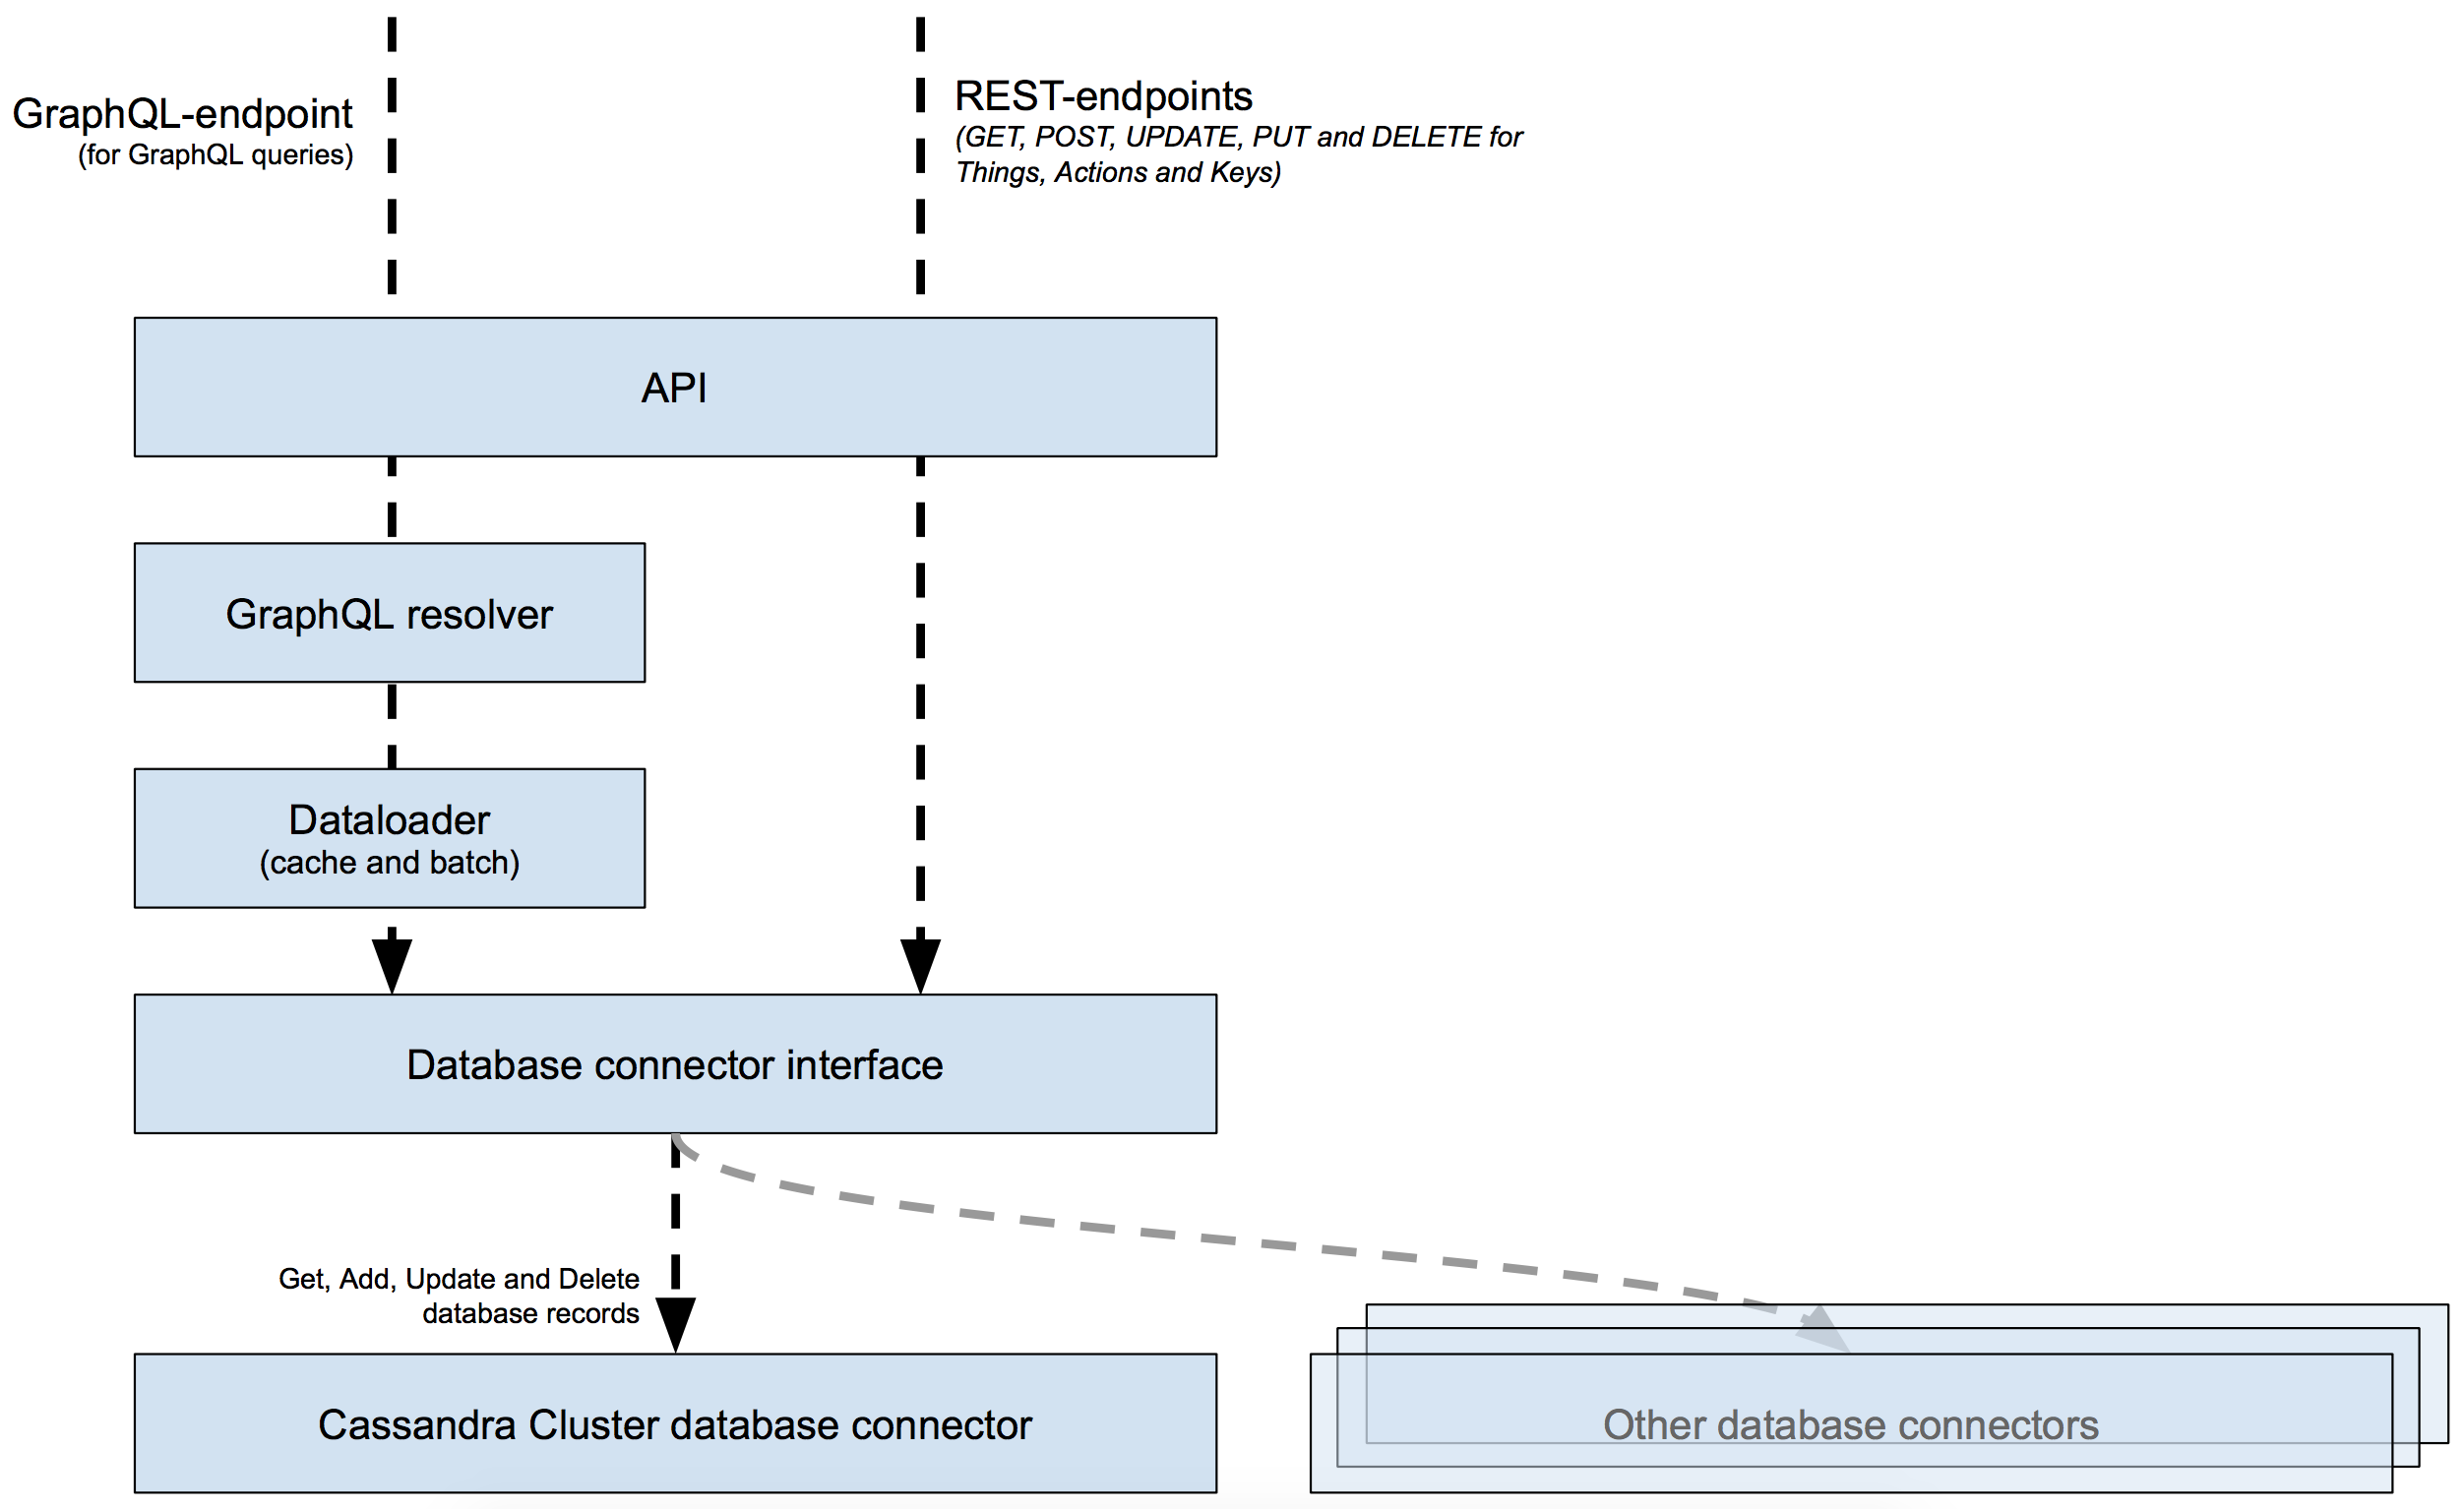 GraphQL-endpoint
(for GraphQL queries)
REST-endpoints
(GET, POST, UPDATE, PUT and DELETE for
Things, Actions and Keys)
API
GraphQL resolver
Dataloader
(cache and batch)
Database connector interface
Get, Add, Update and Delete
database records
Cassandra Cluster database connector
Other database connectors